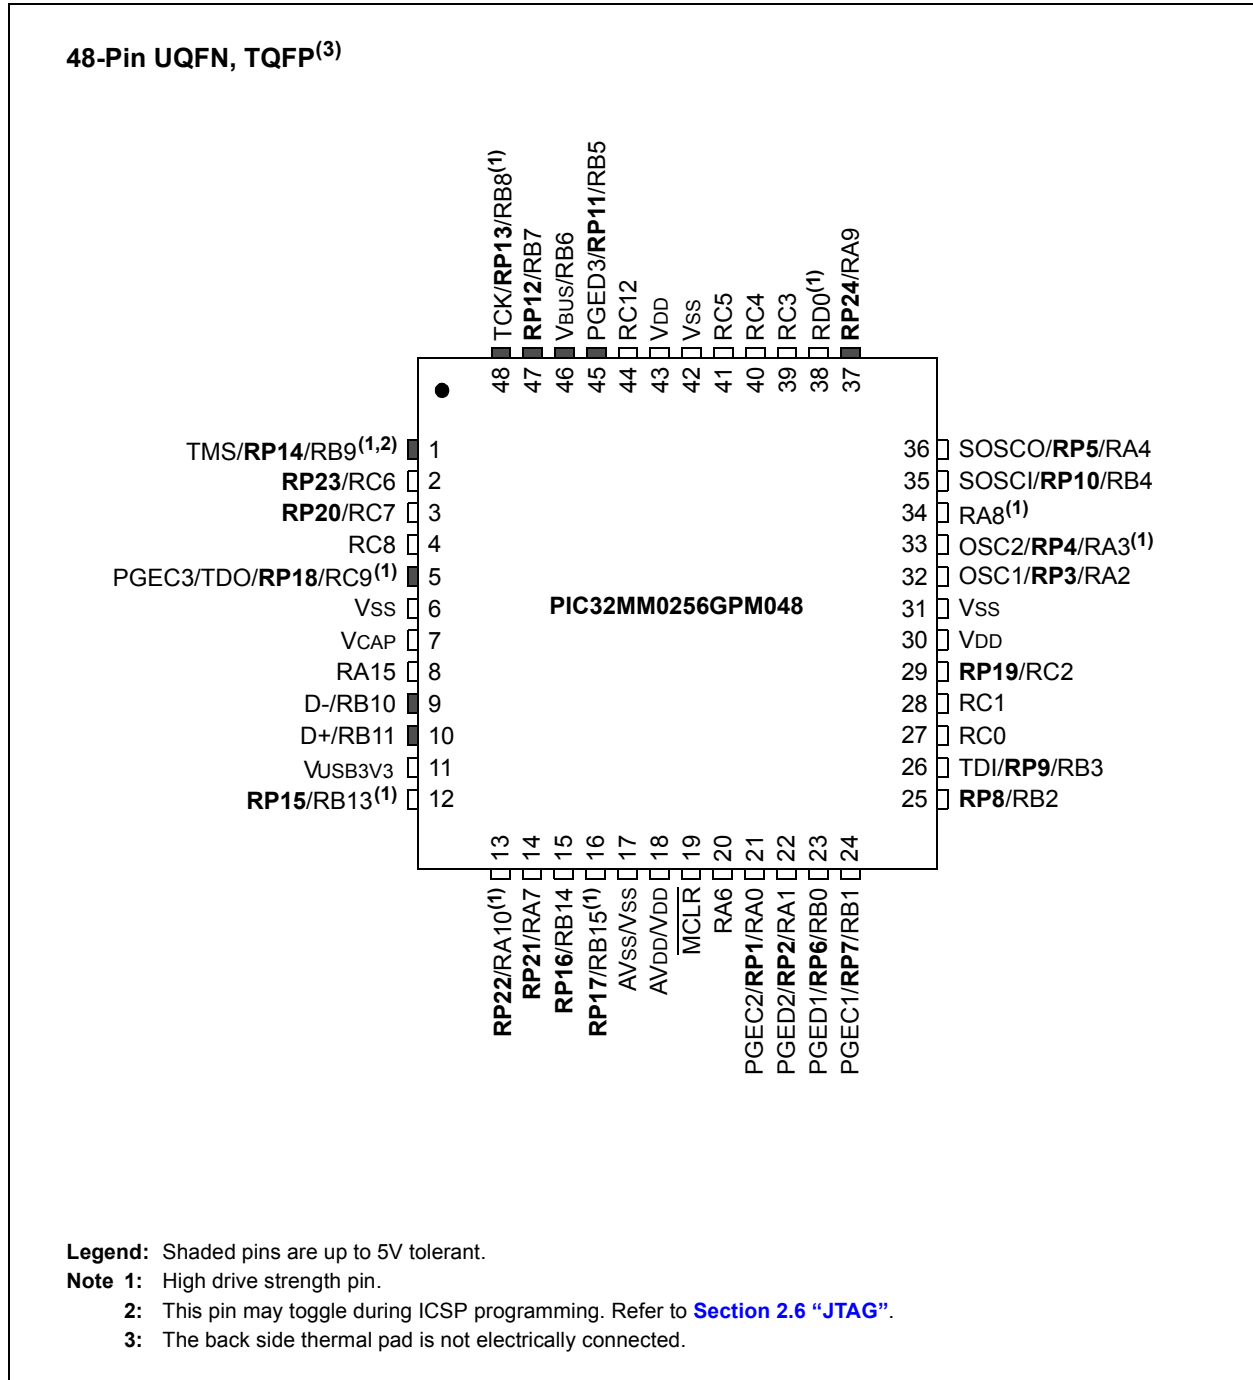 48-Pin UQFN, TQFP(3)
TCK/RP13/RB8(1)
RP12/RB7
VBUS/RB6
PGED3/RP11/RB5
RC12
VDD
VSS
RC5
RC4
RC3
RD0(1)
RP24/RA9
48
47
46
45
44
43
42
41
40
39
38
37
TMS/RP14/RB9(1,2) 1
RP23/RC6 2
RP20/RC7 3
RC8 4
PGEC3/TDO/RP18/RC9(1) 5
VSS 6
VCAP 7
RA15 8
D-/RB10 9
D+/RB11 10
VUSB3V3 11
RP15/RB13(1) 12
PIC32MM0256GPM048
36 SOSCO/RP5/RA4
35 SOSCI/RP10/RB4
34 RA8(1)
33 OSC2/RP4/RA3(1)
32 OSC1/RP3/RA2
31 VSS
30 VDD
29 RP19/RC2
28 RC1
27 RC0
26 TDI/RP9/RB3
25 RP8/RB2
13
14
15
16
17
18
19
20
21
22
23
24
RP22/RA10(1)
RP21/RA7
RP16/RB14
RP17/RB15(1)
AVSS/VSS
AVDD/VDD
MCLR
RA6
PGEC2/RP1/RA0
PGED2/RP2/RA1
PGED1/RP6/RB0
PGEC1/RP7/RB1
Legend: Shaded pins are up to 5V tolerant.
Note 1: High drive strength pin.
2: This pin may toggle during ICSP programming. Refer to Section 2.6 “JTAG”.
3: The back side thermal pad is not electrically connected.